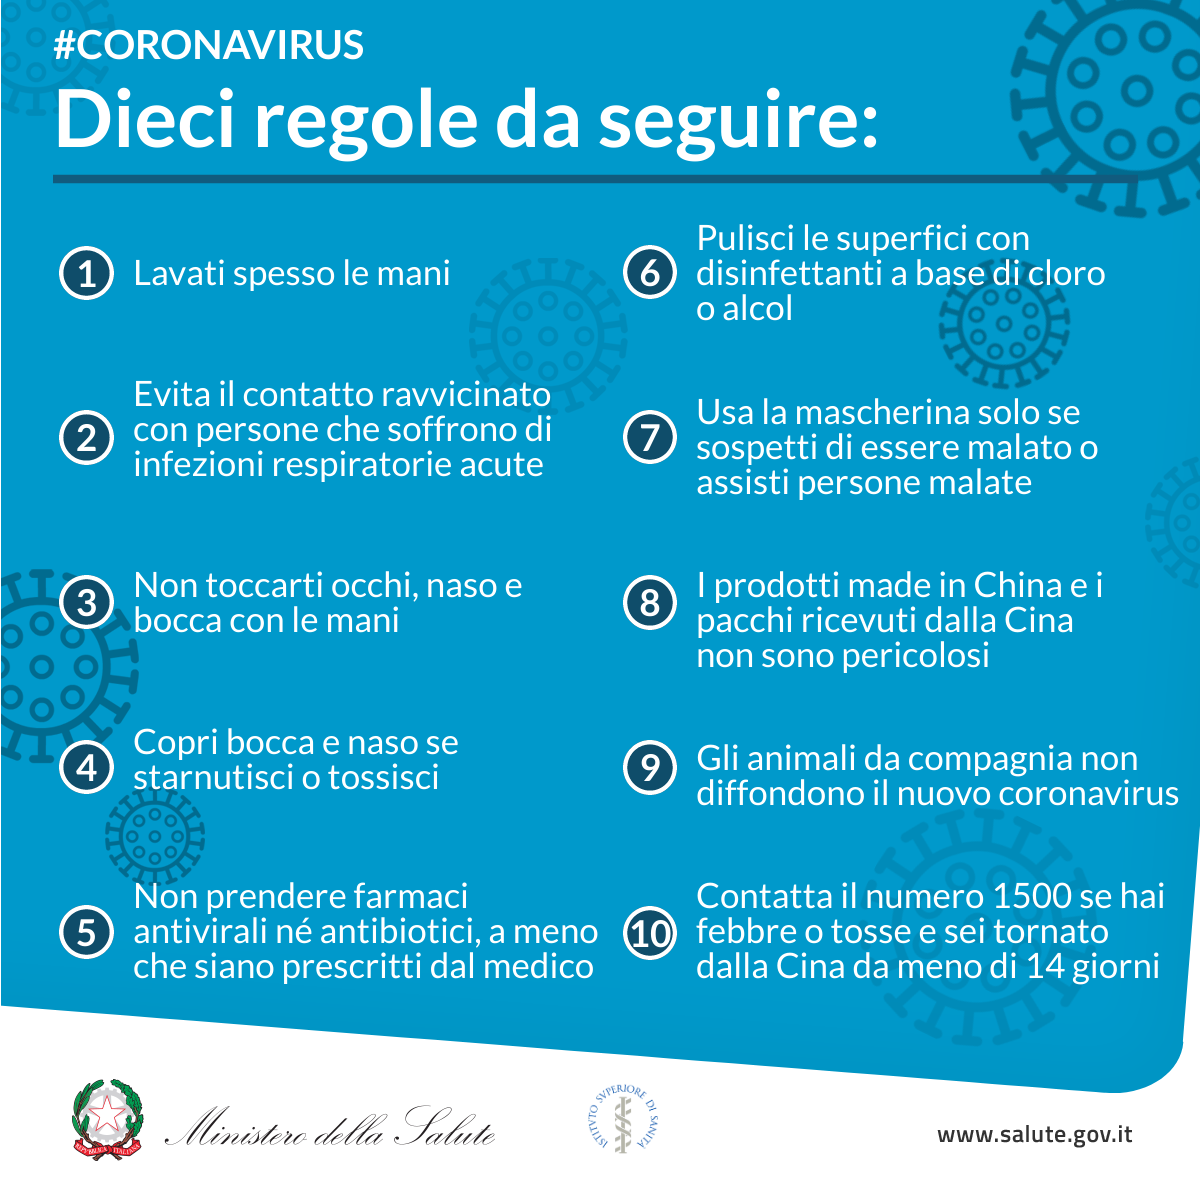 #CORONAVIRUS
Dieci regole da seguire:
1
Lavati spesso le mani
2
Evita il contatto ravvicinato
con persone che soffrono di
infezioni respiratorie acute
3
Non toccarti occhi, naso e
bocca con le mani
4
Copri bocca e naso se
starnutisci o tossisci
5
Non prendere farmaci
antivirali né antibiotici, a meno
che siano prescritti dal medico
6
Pulisci le superfici con
disinfettanti a base di cloro
o alcol
7
Usa la mascherina solo se
sospetti di essere malato o
assisti persone malate
8
I prodotti made in China e i
pacchi ricevuti dalla Cina
non sono pericolosi
9
Gli animali da compagnia non
diffondono il nuovo coronavirus
10
Contatta il numero 1500 se hai
febbre o tosse e sei tornato
dalla Cina da meno di 14 giorni
REPVBBLICA ITALIANA
Ministero della Salute
ISTITVTO SVPERIORE DI SANITÀ
www.salute.gov.it